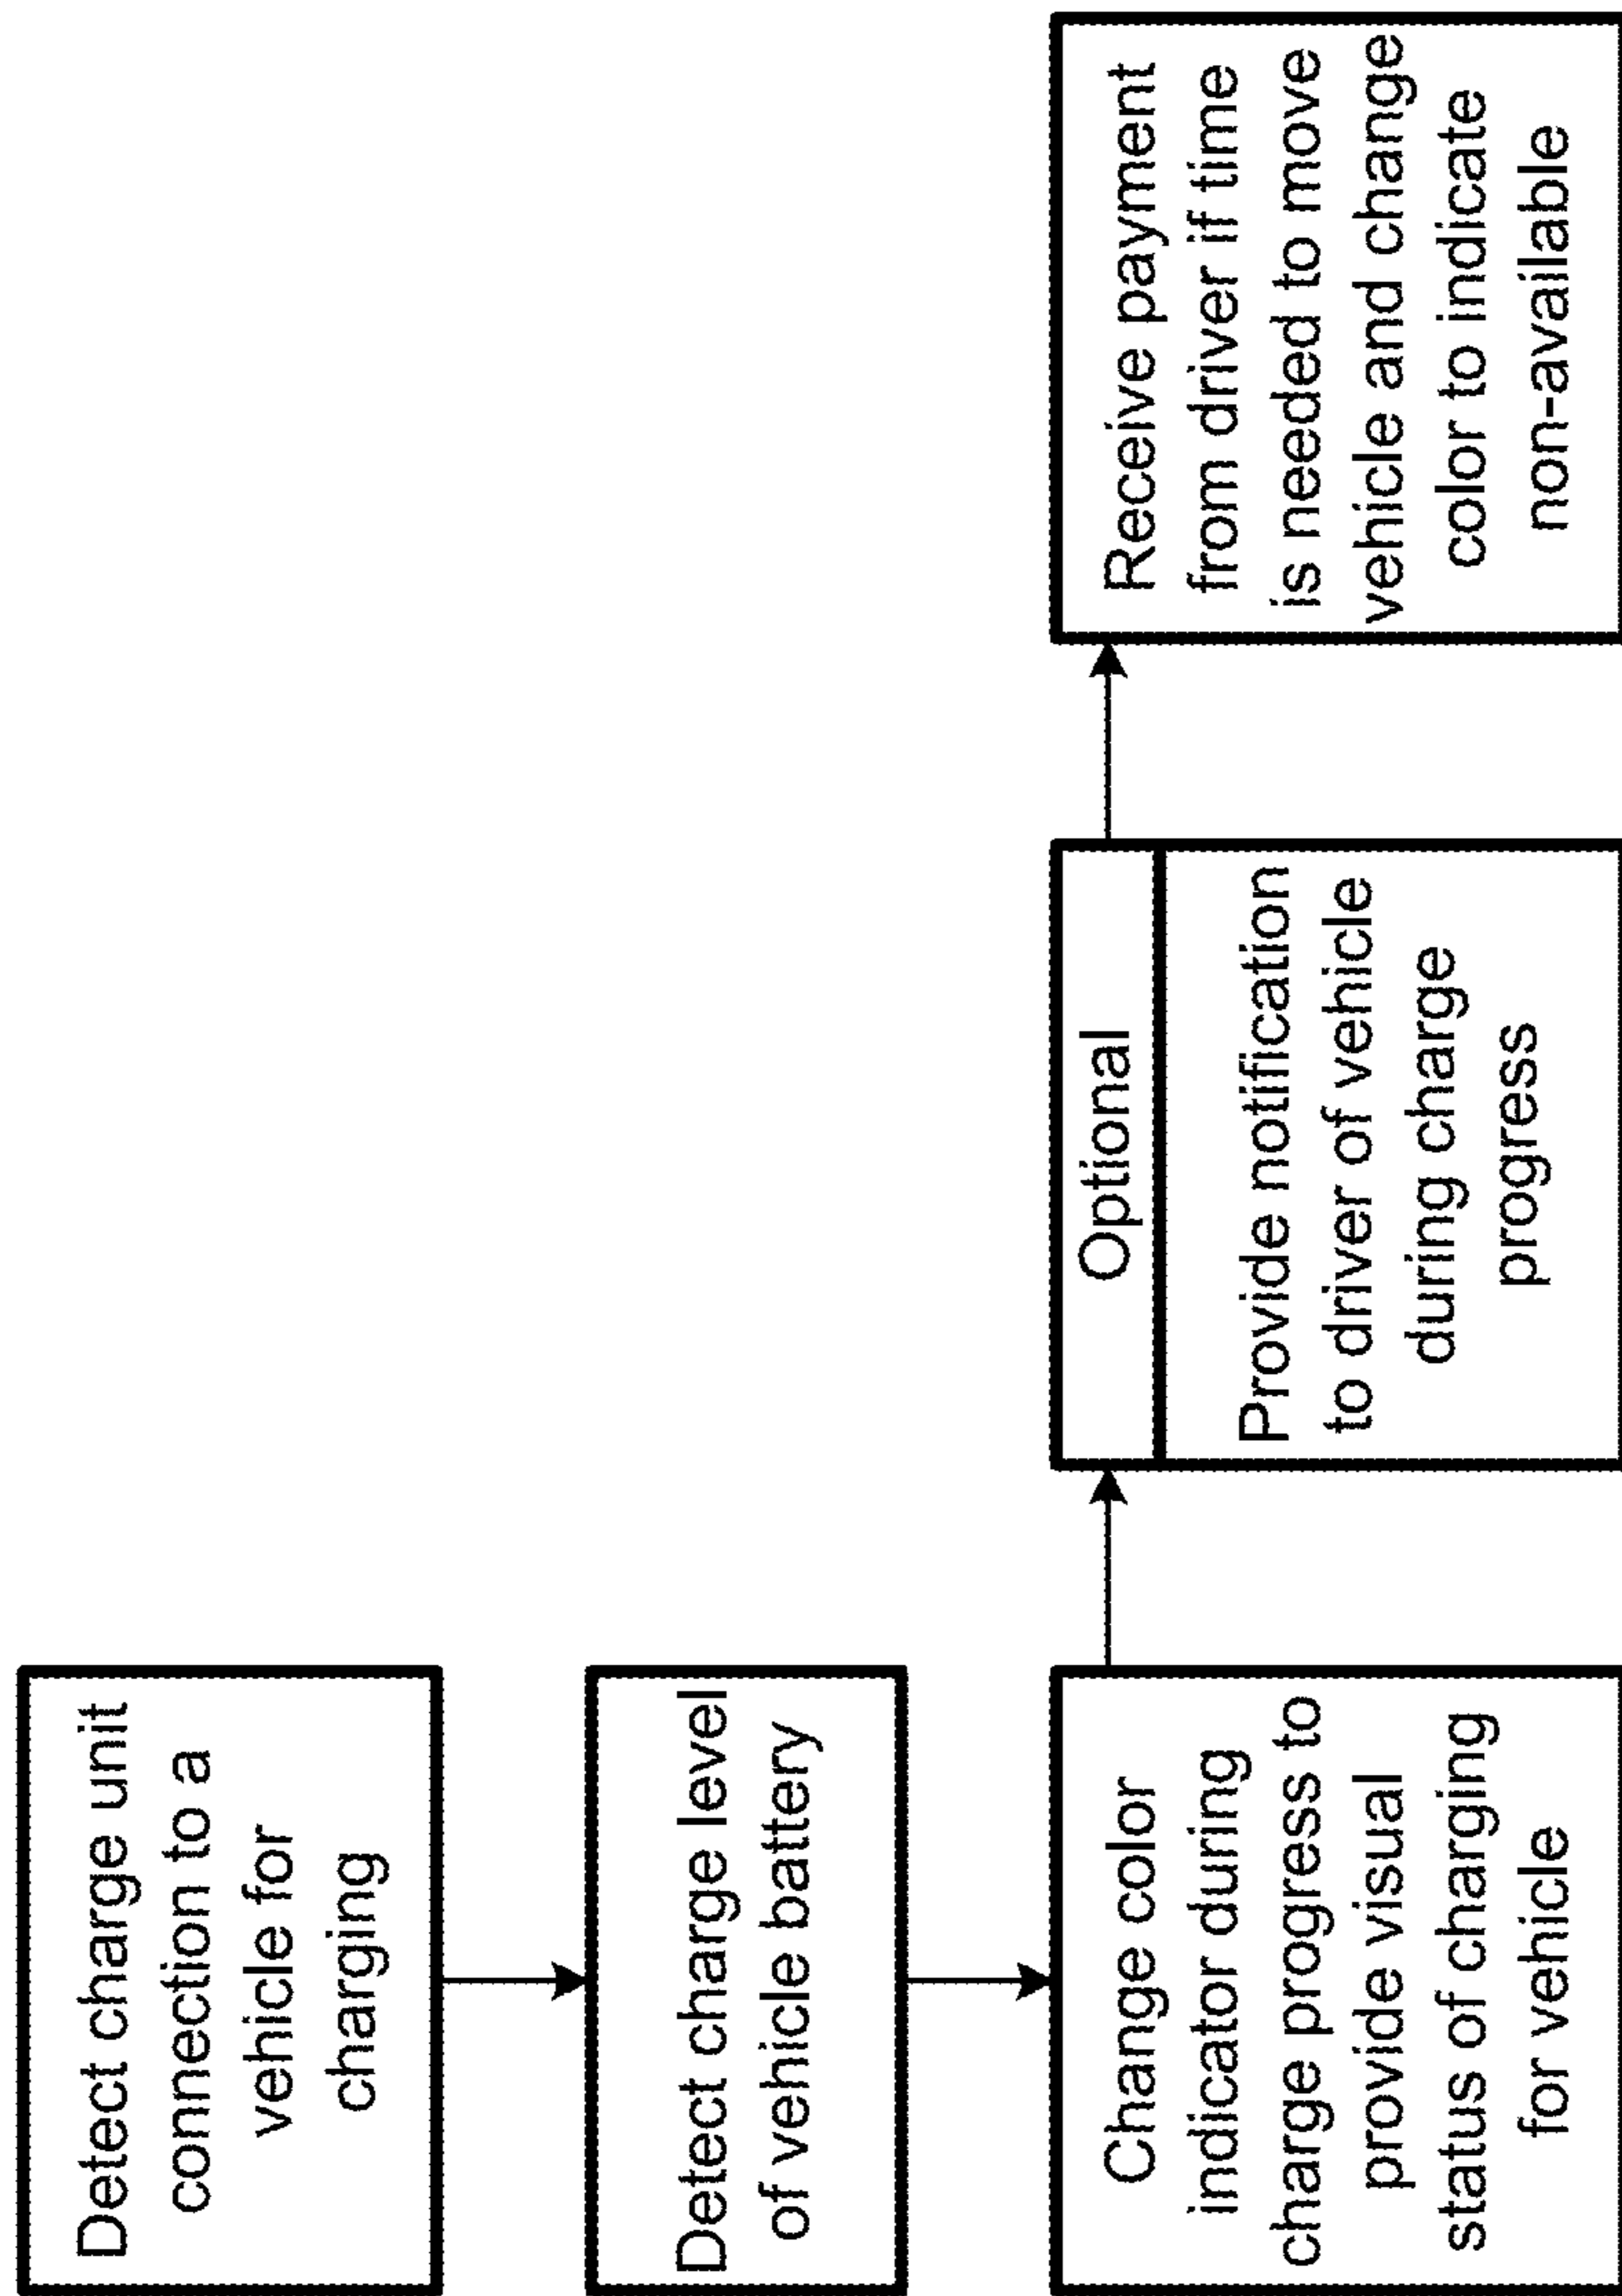 Detect charge unit
connection to a
vehicle for
charging
Detect charge level
of vehicle battery
Change color
indicator during
charge progress to
provide visual
status of charging
for vehicle
Optional
Provide notification
to driver of vehicle
during charge
progress
Receive payment
from driver if time
is needed to move
vehicle and change
color to indicate
non-available